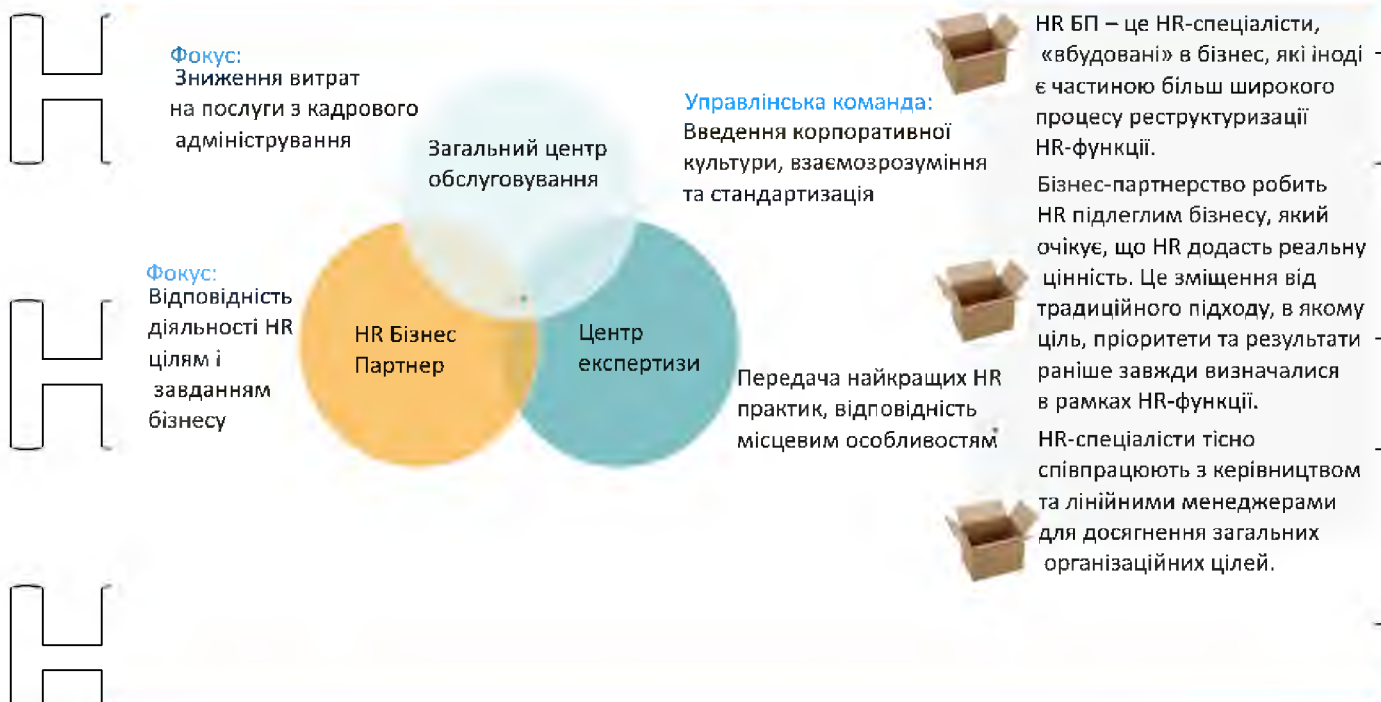 Фокус:
Зниження витрат
на послуги з кадрового
адміністрування
Загальний центр
обслуговування
Управлінська команда:
Введення корпоративної
культури, взаємозрозуміння
та стандартизація
Фокус:
Відповідність
діяльності HR
цілям і
завданням
бізнесу
HR Бізнес
Партнер
Центр
експертизи
Передача найкращих HR
практик, відповідність
місцевим особливостям
HR БП – це HR-спеціалісти,
«вбудовані» в бізнес, які іноді
є частиною більш широкого
процесу реструктуризації
HR-функції.
Бізнес-партнерство робить
HR підлеглим бізнесу, який
очікує, що HR додасть реальну
цінність. Це зміщення від
традиційного підходу, в якому
ціль, пріоритети та результати
раніше завжди визначалися
в рамках HR-функції.
HR-спеціалісти тісно
співпрацюють з керівництвом
та лінійними менеджерами
для досягнення загальних
організаційних цілей.